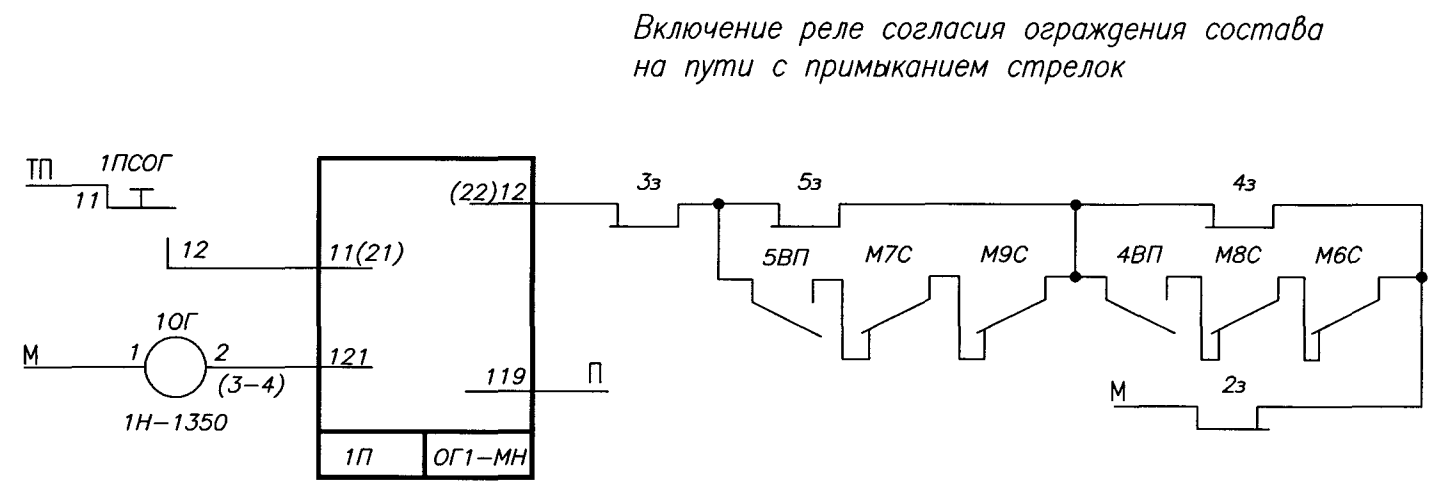 Включение реле согласия ограждения состава
на пути с примыканием стрелок
ТП
1ПСОГ
11
12
11(21)
(22)12
3з
5з
4з
5ВП
М7С
М9С
4ВП
М8С
М6С
1ОГ
М
1
2
(3-4)
121
1Н-1350
119
П
М
2з
1П
ОГ1-МН